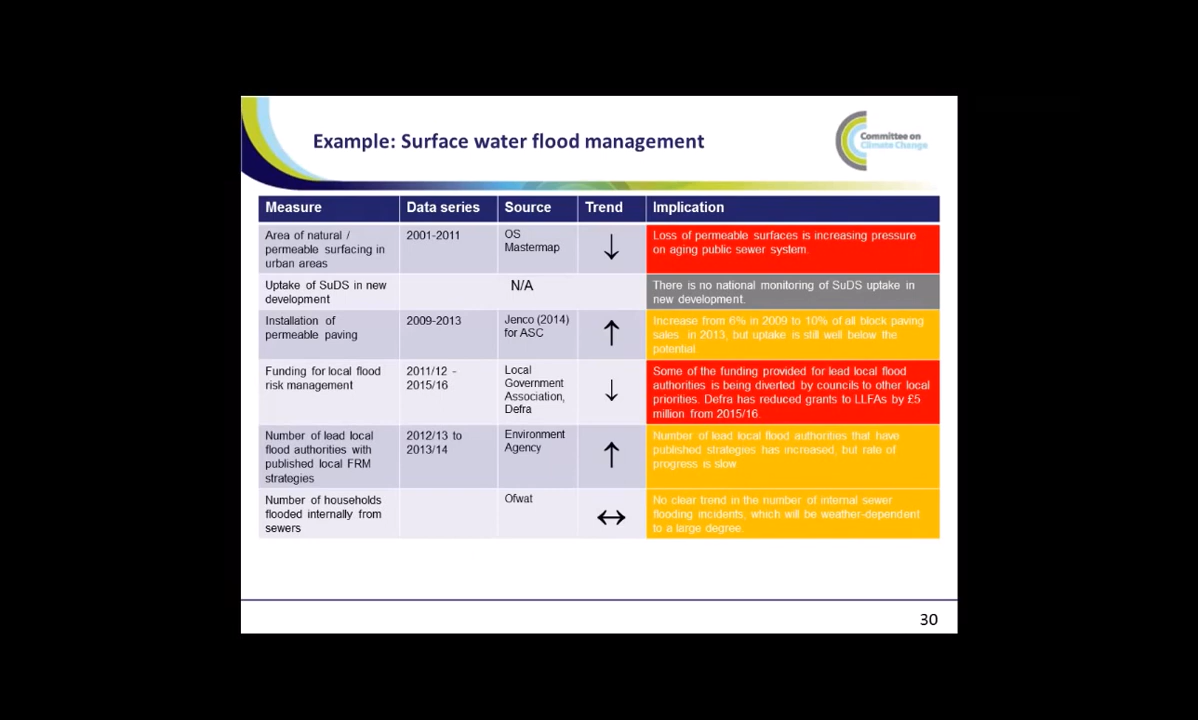 Example: Surface water flood management
Committee on
Climate Change
Measure Data series Source Trend Implication
Area of natural /
permeable surfacing in
urban areas
2001-2011
OS
Mastermap
↓
Loss of permeable surfaces is increasing pressure
on aging public sewer system.
Uptake of SuDS in new
development
N/A
There is no national monitoring of SuDS uptake in
new development.
Installation of
permeable paving
2009-2013
Jenco (2014)
for ASC
↑
Increase from 6% in 2009 to 10% of all block paving
sales in 2013, but uptake is still well below the
potential
Funding for local flood
risk management
2011/12 -
2015/16
Local
Government
Association,
Defra
↓
Some of the funding provided for lead local flood
authorities is being diverted by councils to other local
priorities. Defra has reduced grants to LLFAs by £5
million from 2015/16.
Number of lead local
flood authorities with
published local FRM
strategies
2012/13 to
2013/14
Environment
Agency
↑
Number of lead local flood authorities that have
published strategies has increased, but rate of
progress is slow
Number of households
flooded internally from
sewers
Ofwat
↔
No clear trend in the number of internal sewer
flooding incidents, which will be weather-dependent
to a large degree.
30